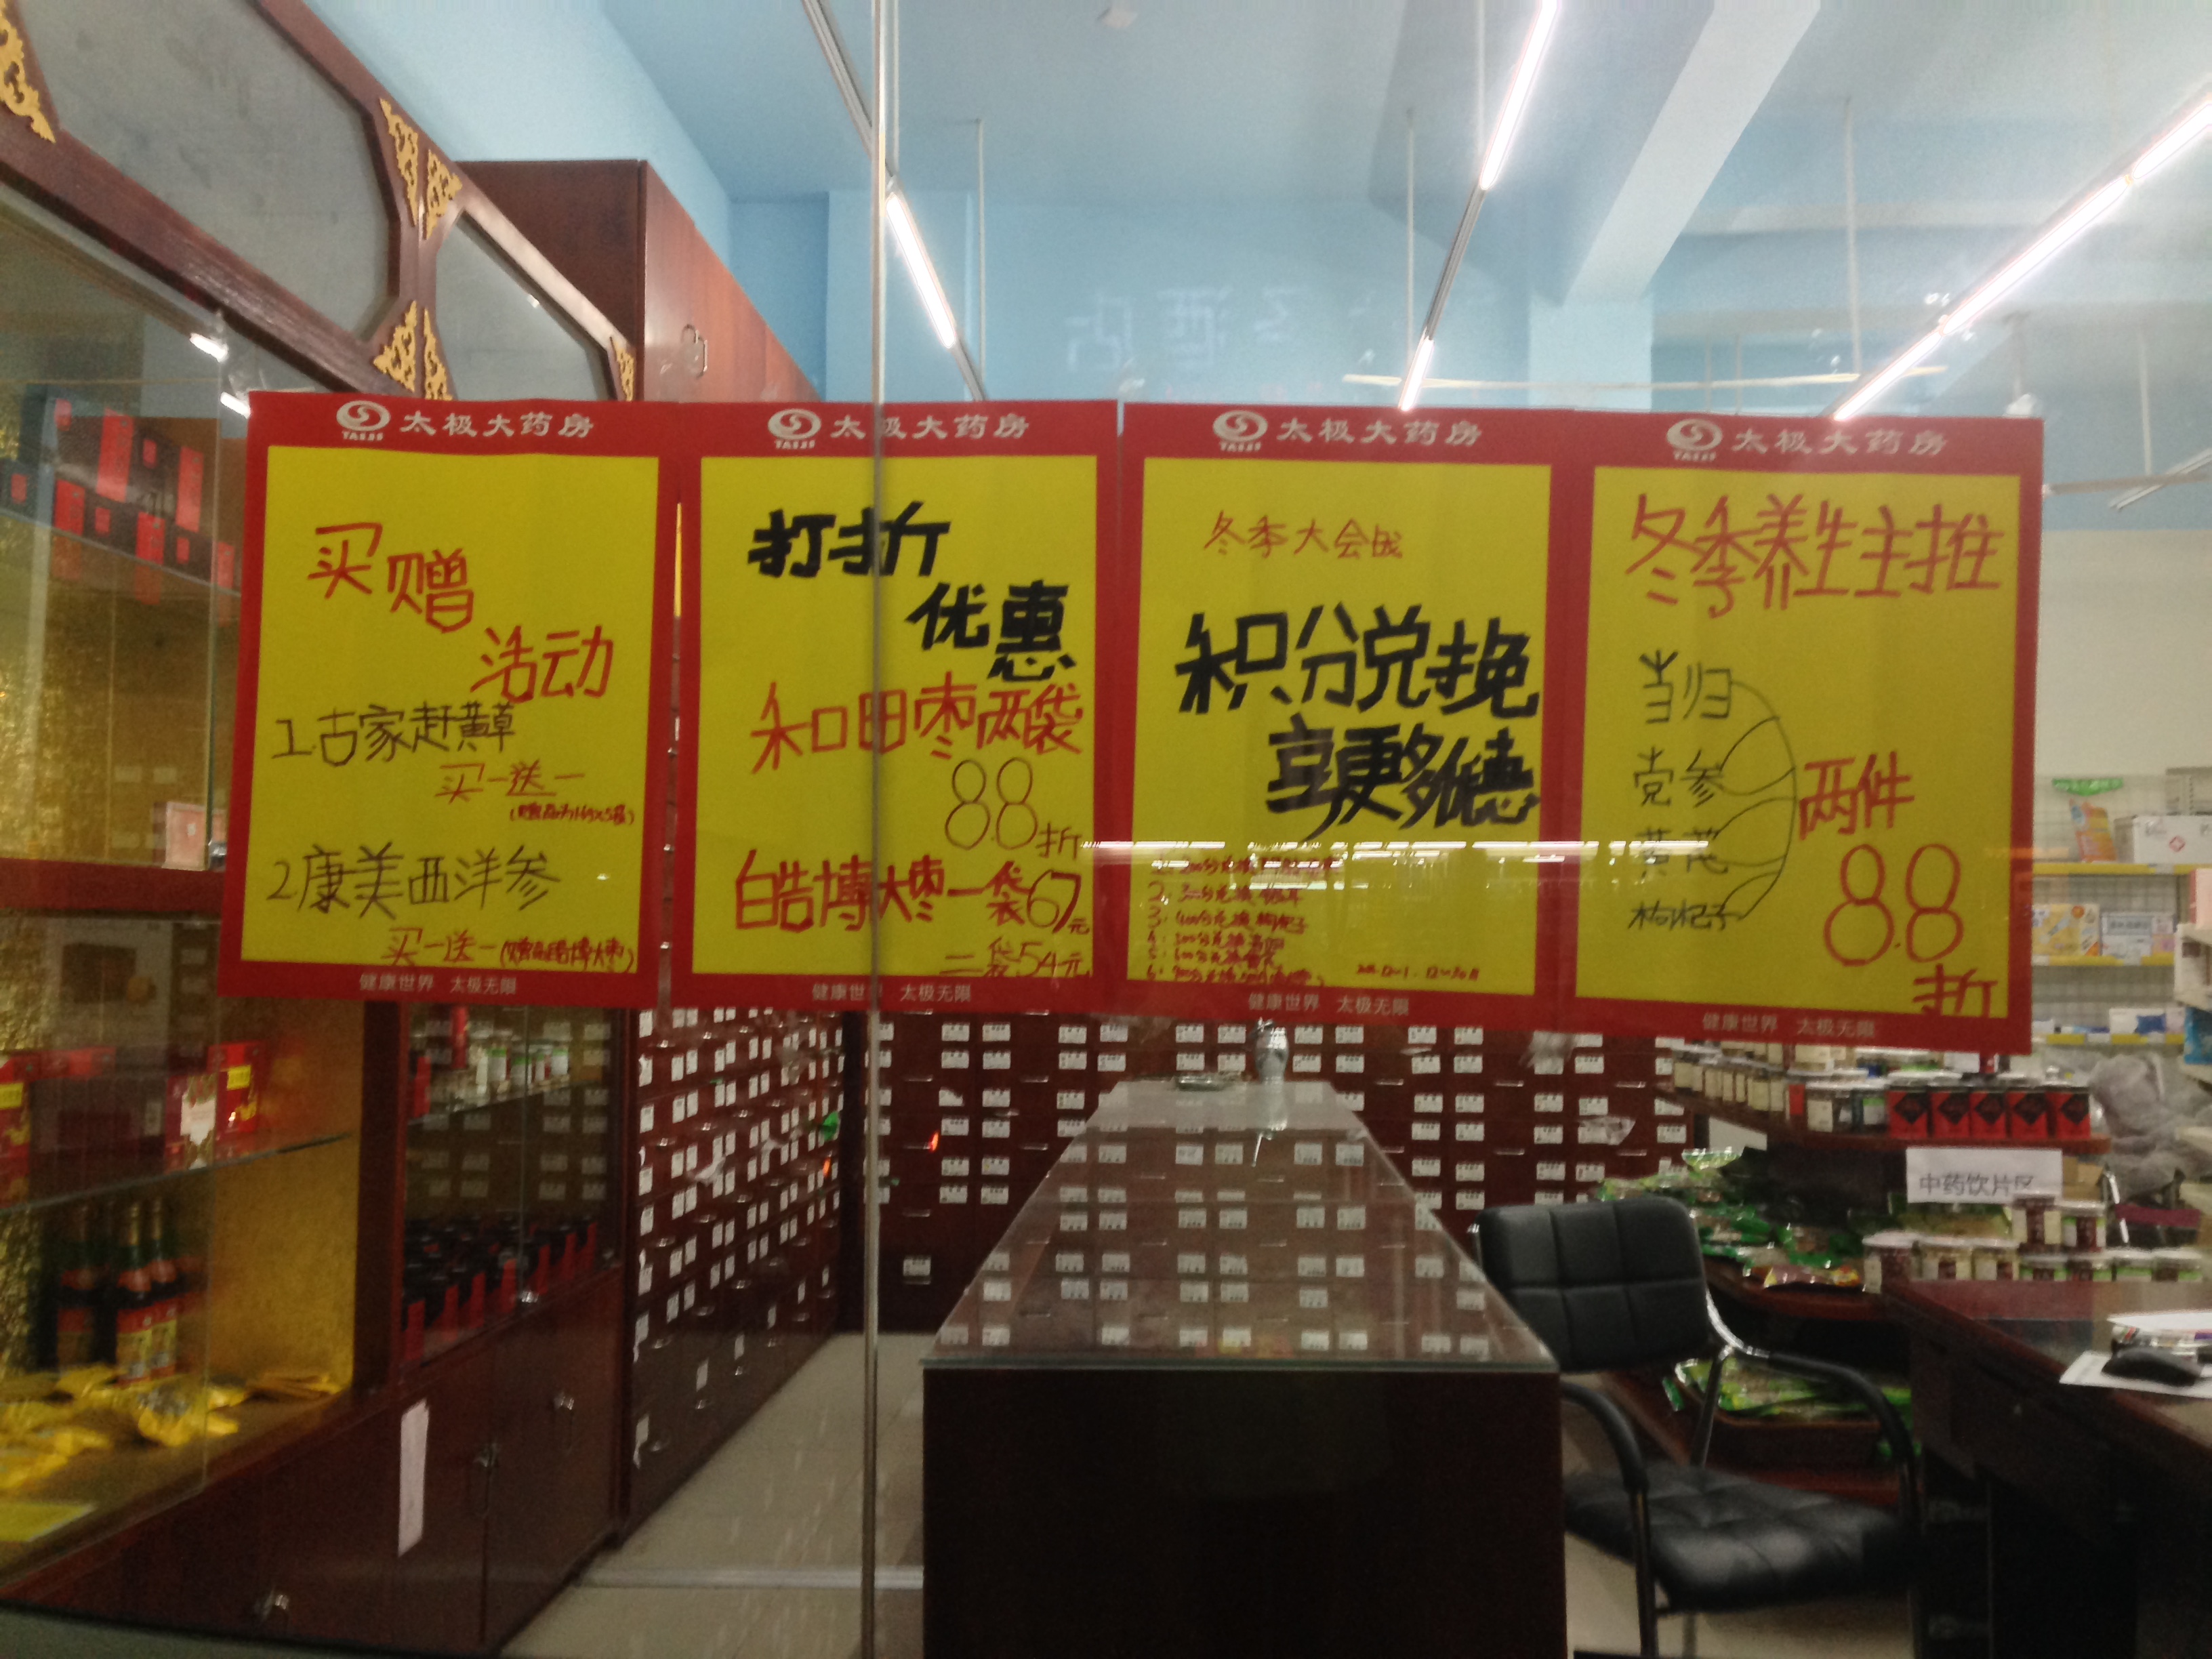 TAIJI 太极大药房
买赠
活动
1.古家赶黄草
买一送一
2康美西洋参
买一送一
健康世界 太极无限
TAIJI 太极大药房
打折
优惠
和田枣两袋
88折
皓博大枣一袋67元
二袋54元
健康世界 太极无限
TAIJI 太极大药房
冬季大会战
积分兑换
享更多优惠
健康世界 太极无限
TAIJI 太极大药房
冬季养生主推
当归
党参
黄芪
枸杞子
两件
8.8
折
健康世界 太极无限
中药饮片区